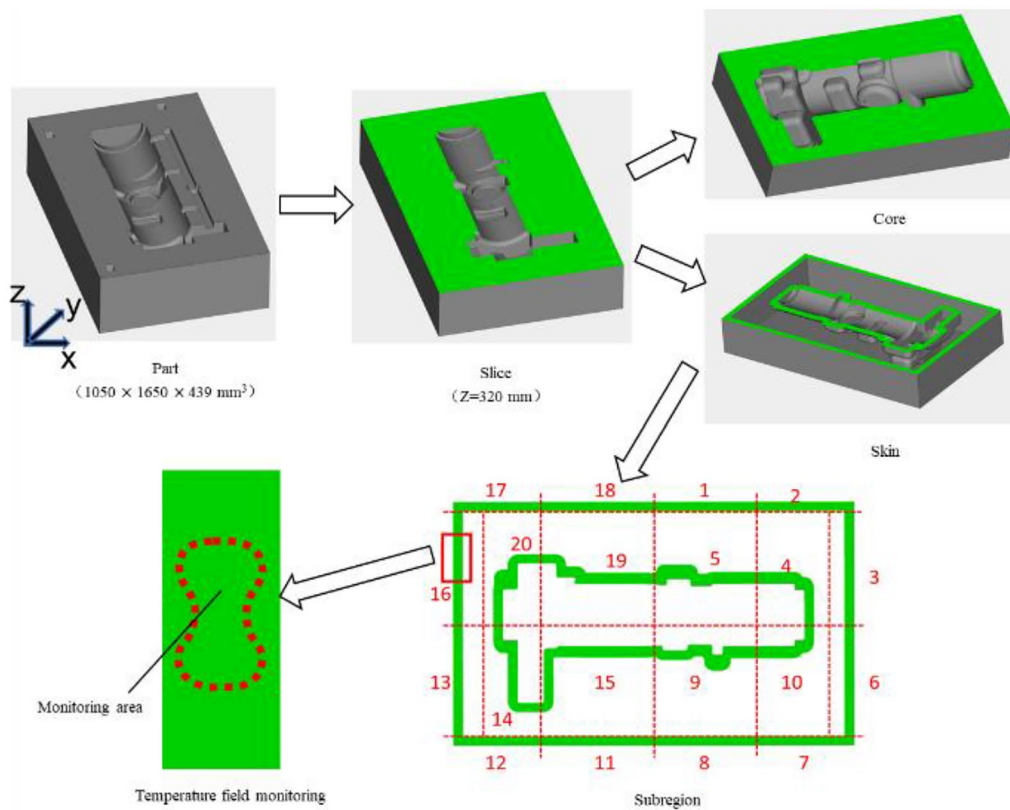 Core
z
y
x
Part
（1050 × 1650 × 439 mm³）
Slice
（Z=320 mm）
Skin
17
18
1
2
20
19
5
4
3
16
13
15
9
10
6
14
12
11
8
7
Monitoring area
Temperature field monitoring
Subregion